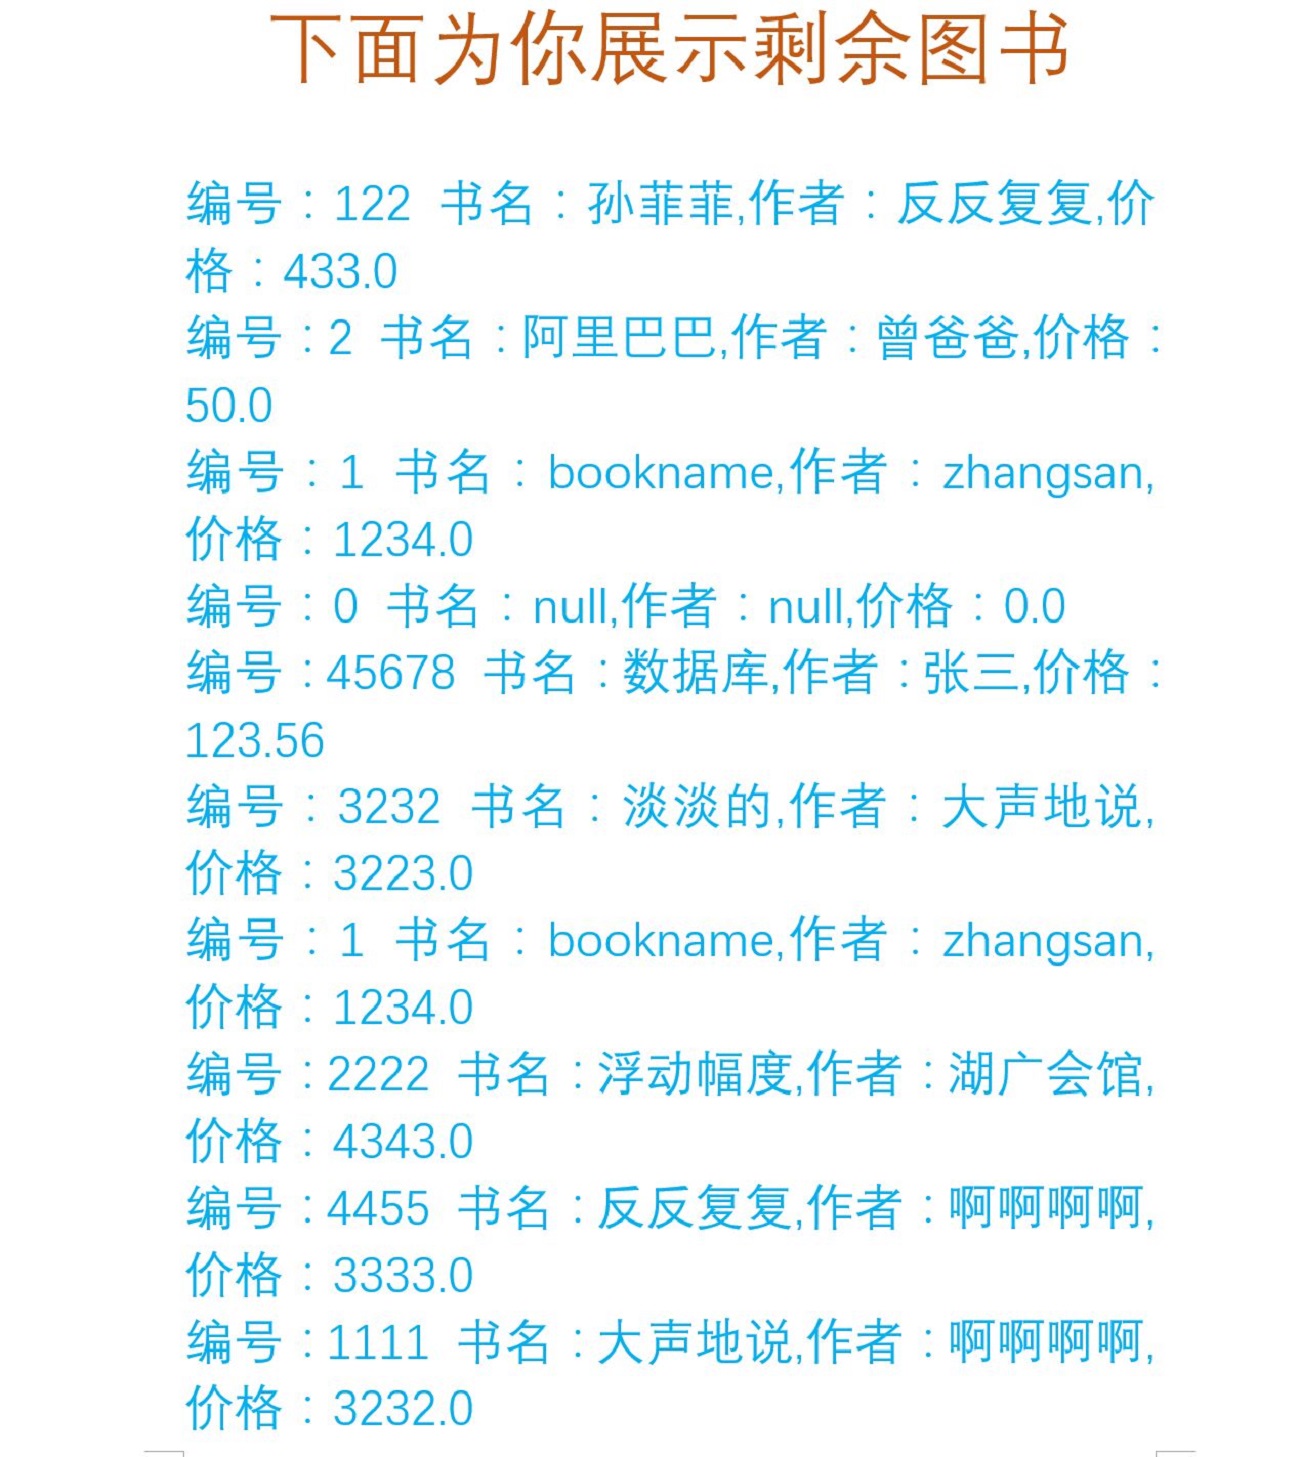 下面为你展示剩余图书
编号：122 书名：孙菲菲,作者：反反复复,价
格：433.0
编号：2 书名：阿里巴巴,作者：曾爸爸,价格：
50.0
编号：1 书名：bookname,作者：zhangsan,
价格：1234.0
编号：0 书名：null,作者：null,价格：0.0
编号：45678 书名：数据库,作者：张三,价格：
123.56
编号：3232 书名：淡淡的,作者：大声地说,
价格：3223.0
编号：1 书名：bookname,作者：zhangsan,
价格：1234.0
编号：2222 书名：浮动幅度,作者：湖广会馆,
价格：4343.0
编号：4455 书名：反反复复,作者：啊啊啊啊,
价格：3333.0
编号：1111 书名：大声地说,作者：啊啊啊啊,
价格：3232.0